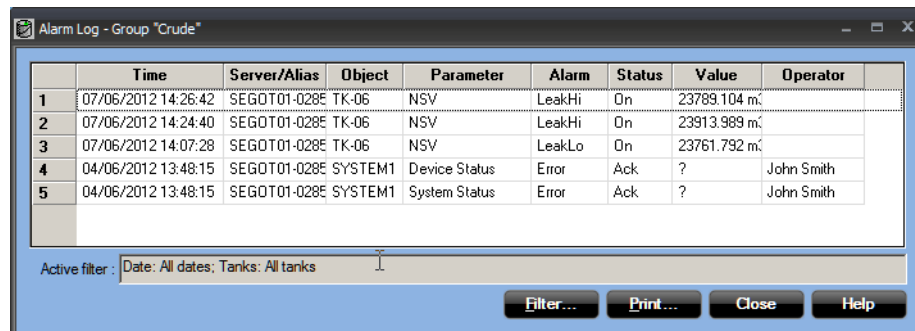 Alarm Log - Group "Crude"
Time Server/Alias Object Parameter Alarm Status Value Operator
1 07/06/2012 14:26:42 SEGOT01-0285 TK-06 NSV LeakHi On 23789.104 m
2 07/06/2012 14:24:40 SEGOT01-0285 TK-06 NSV LeakHi On 23913.989 m
3 07/06/2012 14:07:28 SEGOT01-0285 TK-06 NSV LeakLo On 23761.792 m
4 04/06/2012 13:48:15 SEGOT01-0285 SYSTEM1 Device Status Error Ack ? John Smith
5 04/06/2012 13:48:15 SEGOT01-0285 SYSTEM1 System Status Error Ack ? John Smith
Active filter : Date: All dates; Tanks: All tanks
Filter... Print... Close Help